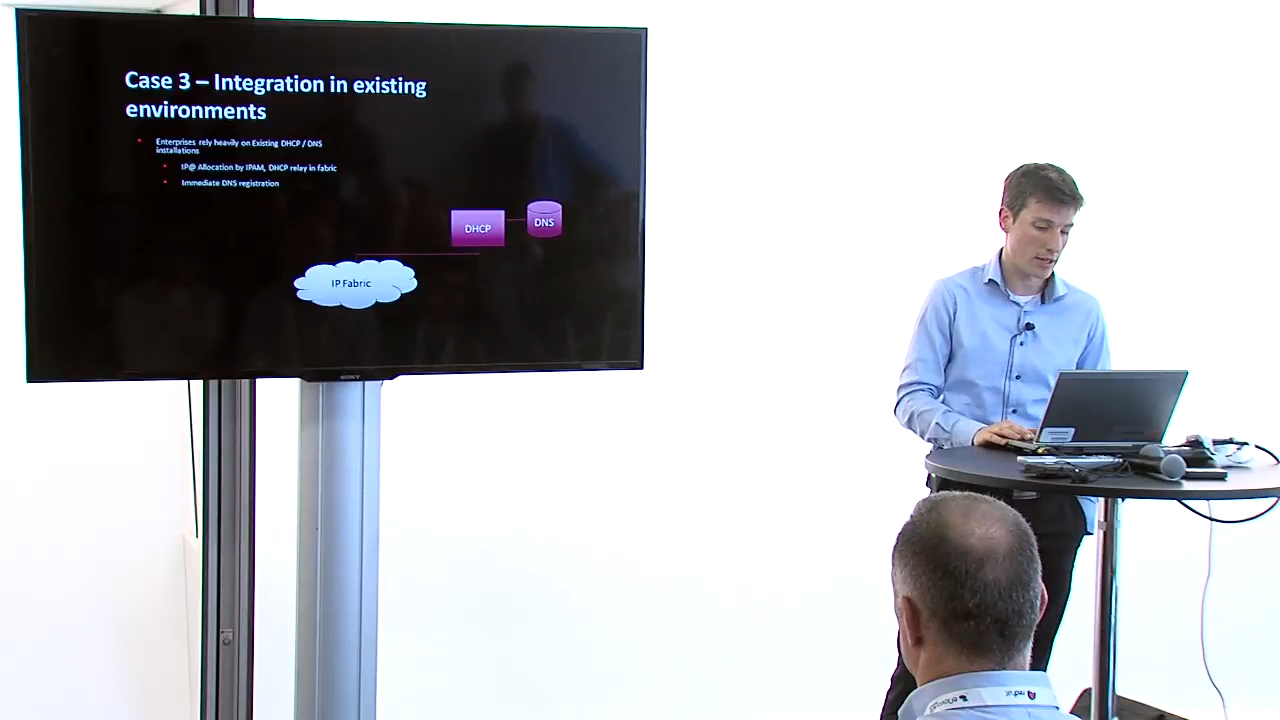 Case 3 – Integration in existing
environments
Enterprises rely heavily on Existing DHCP / DNS
installations
IP@ Allocation by IPAM, DHCP relay in fabric
Immediate DNS registration
DHCP
DNS
IP Fabric
SONY
redhat